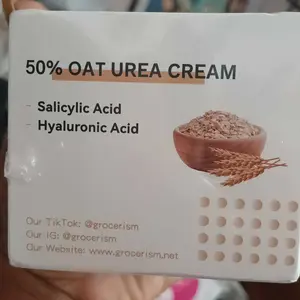 50% OAT UREA CREAM
- Salicylic Acid
- Hyaluronic Acid
Our TikTok: @grocerism
Our IG: @grocerism
Our Website: www.grocerism.net